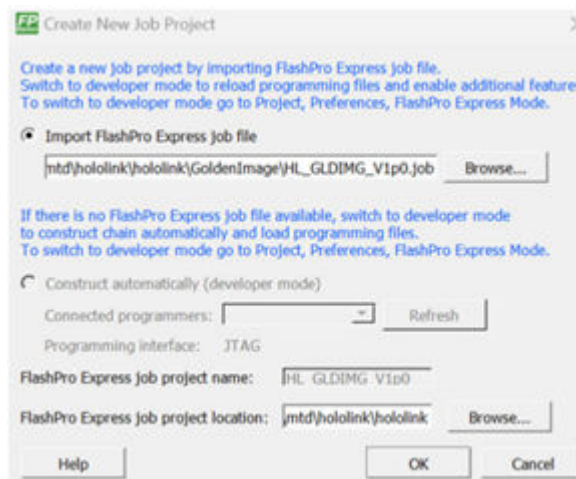 FP Create New Job Project
Create a new job project by importing FlashPro Express job file.
Switch to developer mode to reload programming files and enable additional feature
To switch to developer mode go to Project, Preferences, FlashPro Express Mode.
Import FlashPro Express job file
mtd\hololink\hololink\GoldenImage\HL_GLDIMG_V1p0.job Browse...
If there is no FlashPro Express job file available, switch to developer mode
to construct chain automatically and load programming files.
To switch to developer mode go to Project, Preferences, FlashPro Express Mode.
Construct automatically (developer mode)
Connected programmers: Refresh
Programming interface: JTAG
FlashPro Express job project name: HL_GLDIMG_V1p0
FlashPro Express job project location: mtd\hololink\hololink Browse...
Help OK Cancel